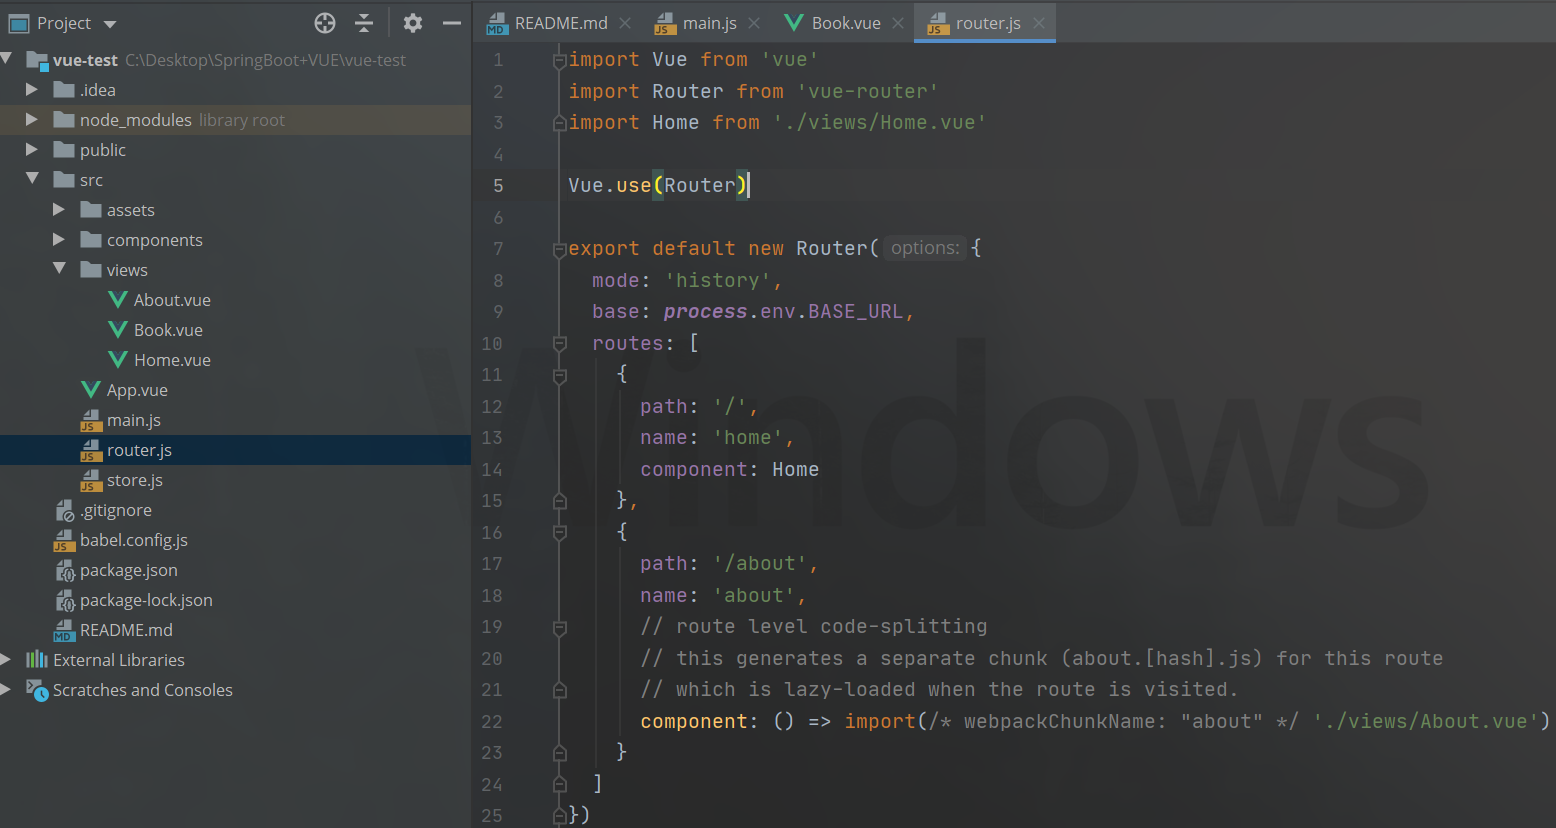 Project
README.md
main.js
Book.vue
router.js
vue-test C:\Desktop\SpringBoot+VUE\vue-test
.idea
node_modules library root
public
src
assets
components
views
About.vue
Book.vue
Home.vue
App.vue
main.js
router.js
store.js
.gitignore
babel.config.js
package.json
package-lock.json
README.md
External Libraries
Scratches and Consoles
1 import Vue from 'vue'
2 import Router from 'vue-router'
3 import Home from './views/Home.vue'
4
5 Vue.use(Router)
6
7 export default new Router( options: {
8 mode: 'history',
9 base: process.env.BASE_URL,
10 routes: [
11 {
12 path: '/',
13 name: 'home',
14 component: Home
15 },
16 {
17 path: '/about',
18 name: 'about',
19 // route level code-splitting
20 // this generates a separate chunk (about.[hash].js) for this route
21 // which is lazy-loaded when the route is visited.
22 component: () => import(/* webpackChunkName: "about" */ './views/About.vue')
23 }
24 ]
25 })
Windows